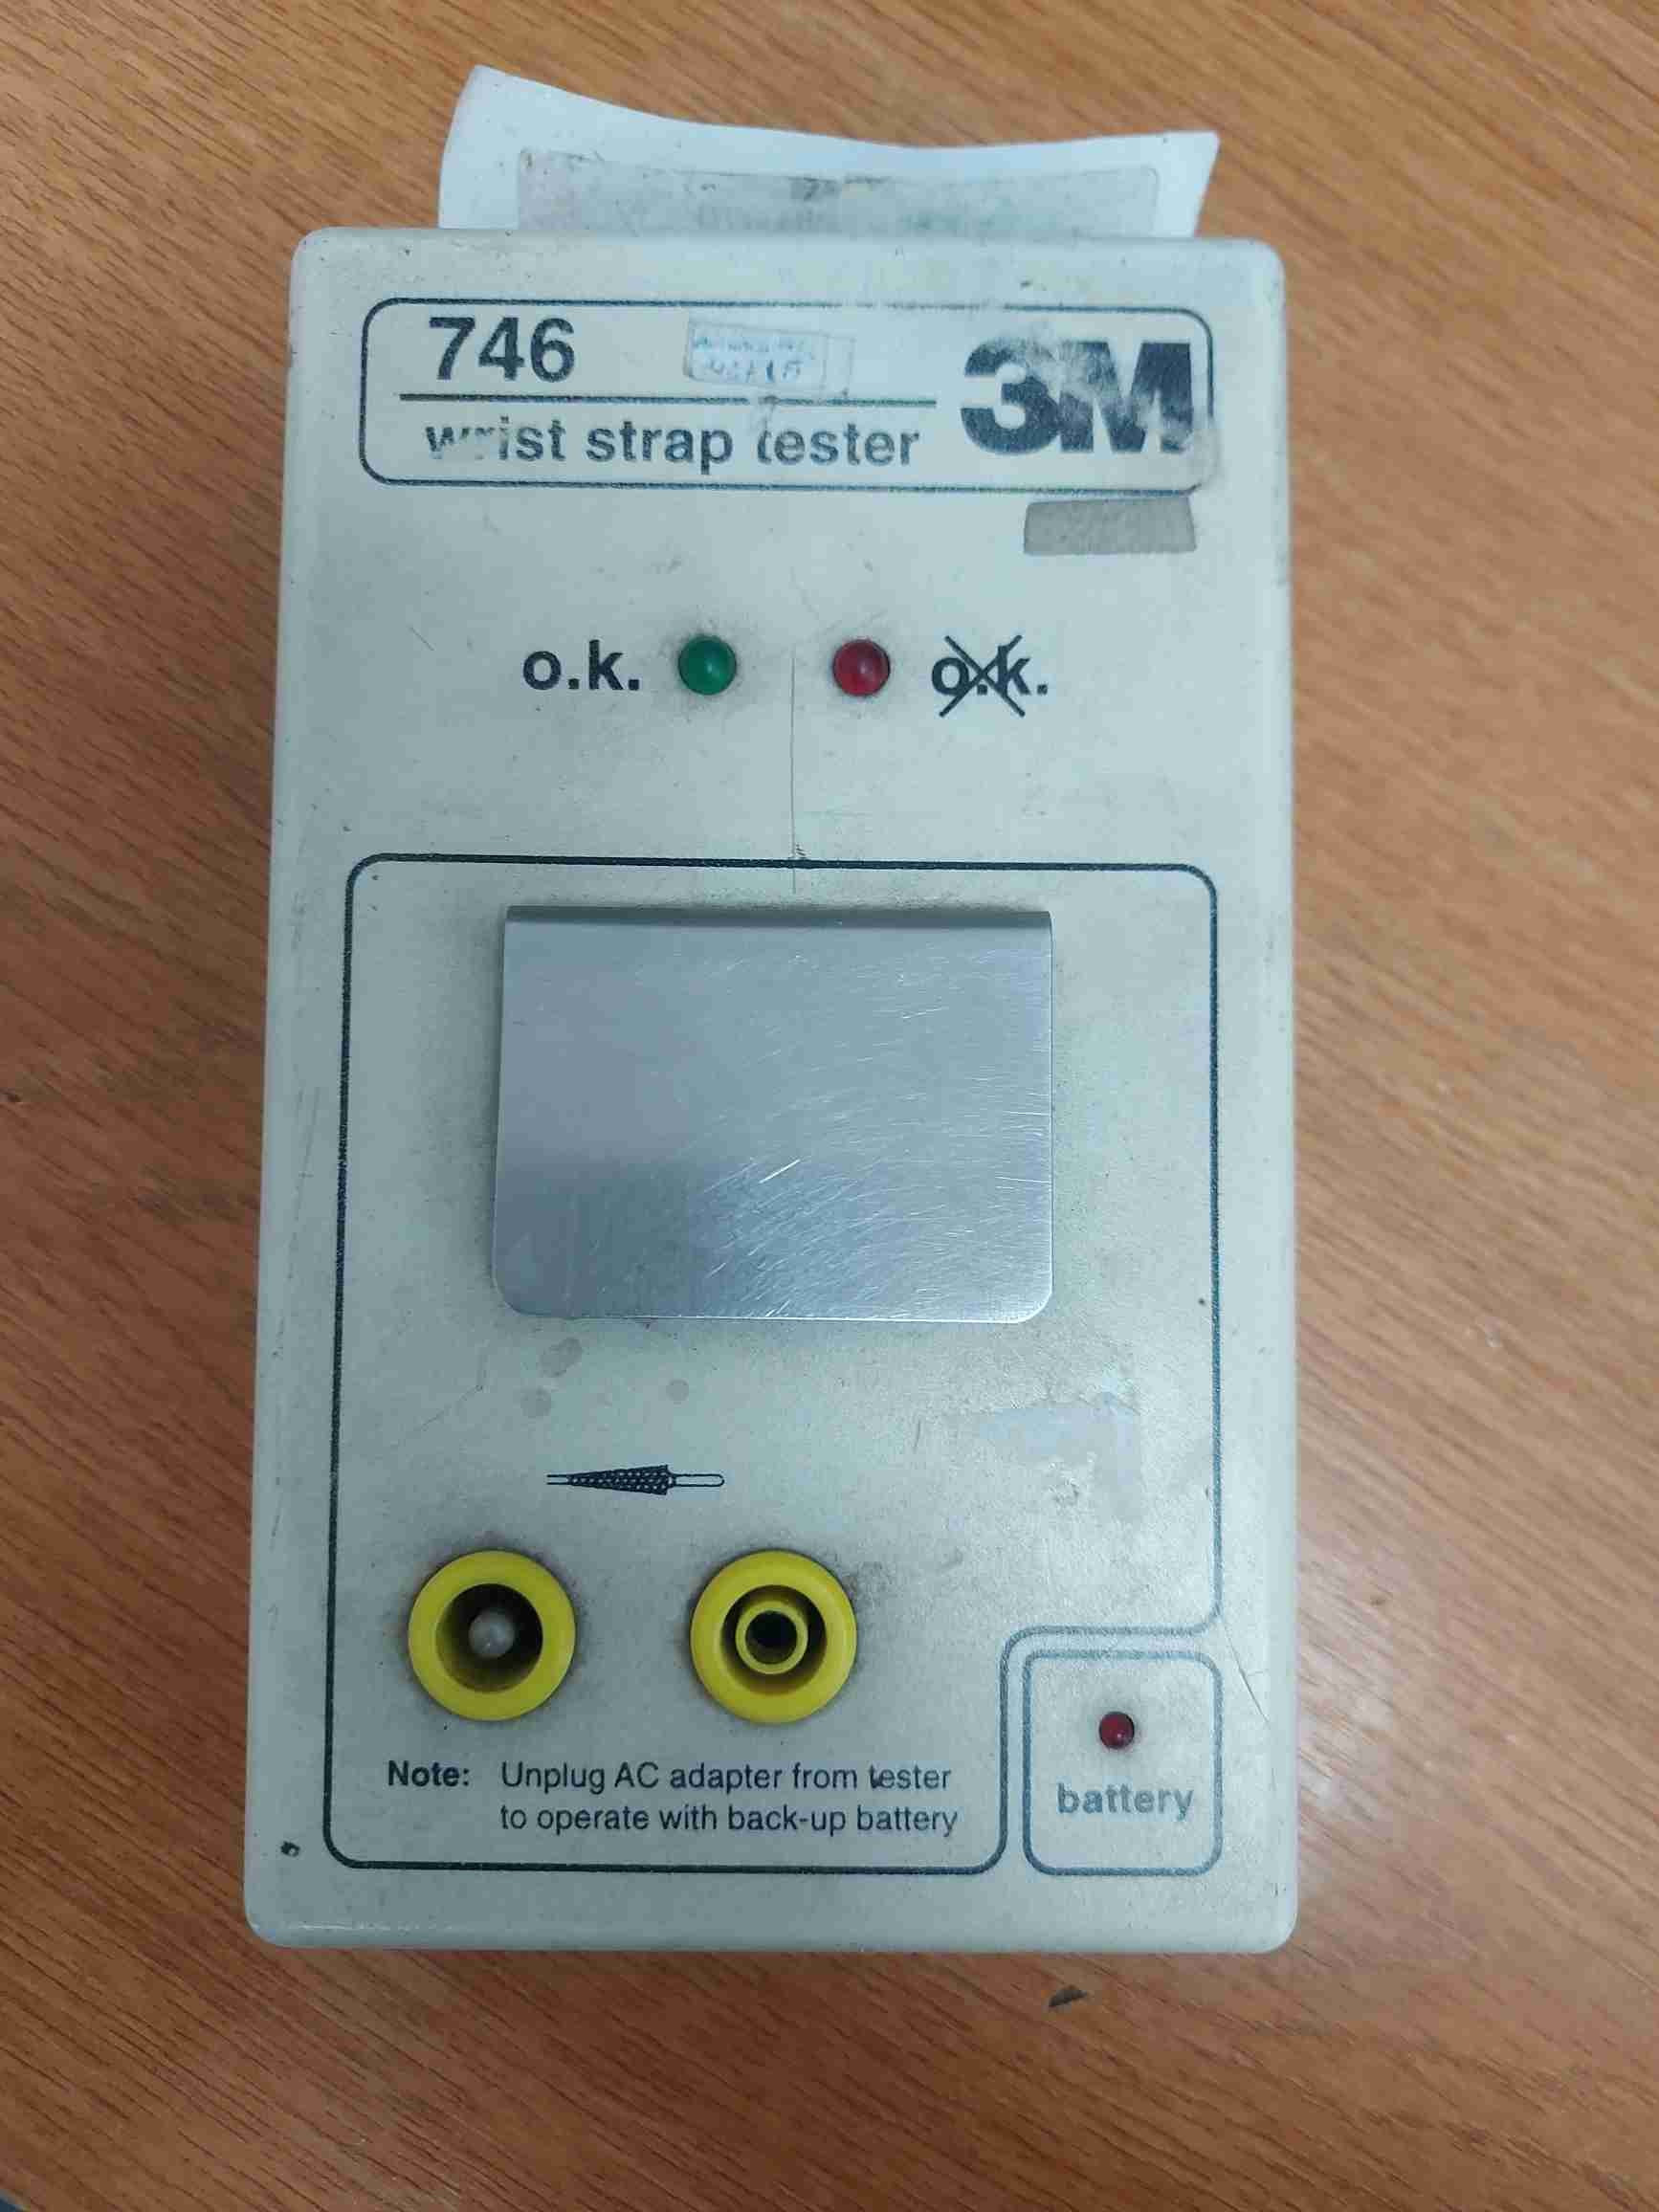 746
3M
wrist strap tester
o.k.
o.k.
Note: Unplug AC adapter from tester
to operate with back-up battery
battery